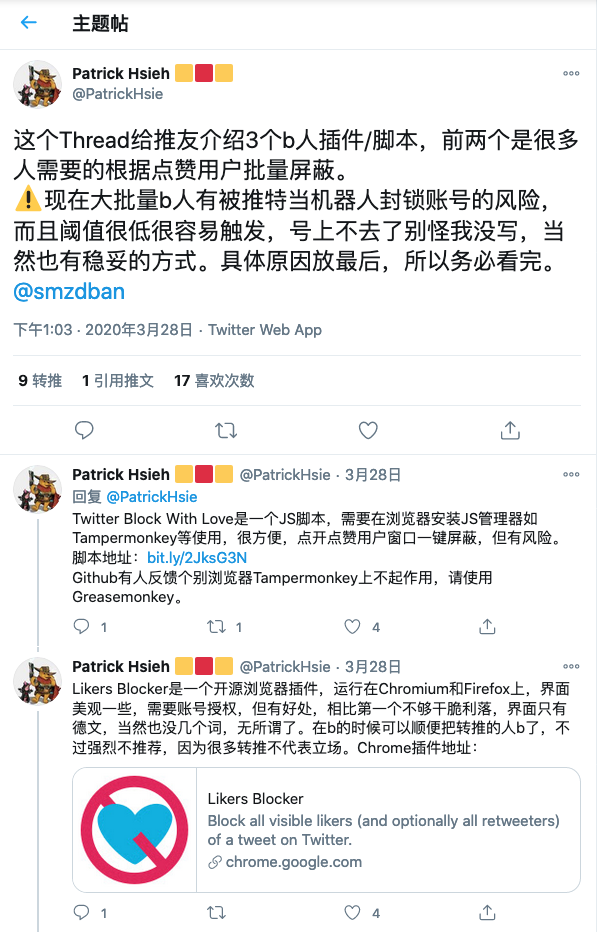 主题帖
Patrick Hsieh
@PatrickHsie
这个Thread给推友介绍3个b人插件/脚本，前两个是很多
人需要的根据点赞用户批量屏蔽。
⚠️现在大批量b人有被推特当机器人封锁账号的风险，
而且阈值很低很容易触发，号上不去了别怪我没写，当
然也有稳妥的方式。具体原因放最后，所以务必看完。
@smzdban
下午1:03 · 2020年3月28日 · Twitter Web App
9 转推 1 引用推文 17 喜欢次数
Patrick Hsieh @PatrickHsie · 3月28日
回复 @PatrickHsie
Twitter Block With Love是一个JS脚本，需要在浏览器安装JS管理器如
Tampermonkey等使用，很方便，点开点赞用户窗口一键屏蔽，但有风险。
脚本地址：bit.ly/2JksG3N
Github有人反馈个别浏览器Tampermonkey上不起作用，请使用
Greasemonkey。
1 1 4
Patrick Hsieh @PatrickHsie · 3月28日
Likers Blocker是一个开源浏览器插件，运行在Chromium和Firefox上，界面
美观一些，需要账号授权，但有好处，相比第一个不够干脆利落，界面只有
德文，当然也没几个词，无所谓了。在b的时候可以顺便把转推的人b了，不
过强烈不推荐，因为很多转推不代表立场。Chrome插件地址：
Likers Blocker
Block all visible likers (and optionally all retweeters)
of a tweet on Twitter.
chrome.google.com
1 4